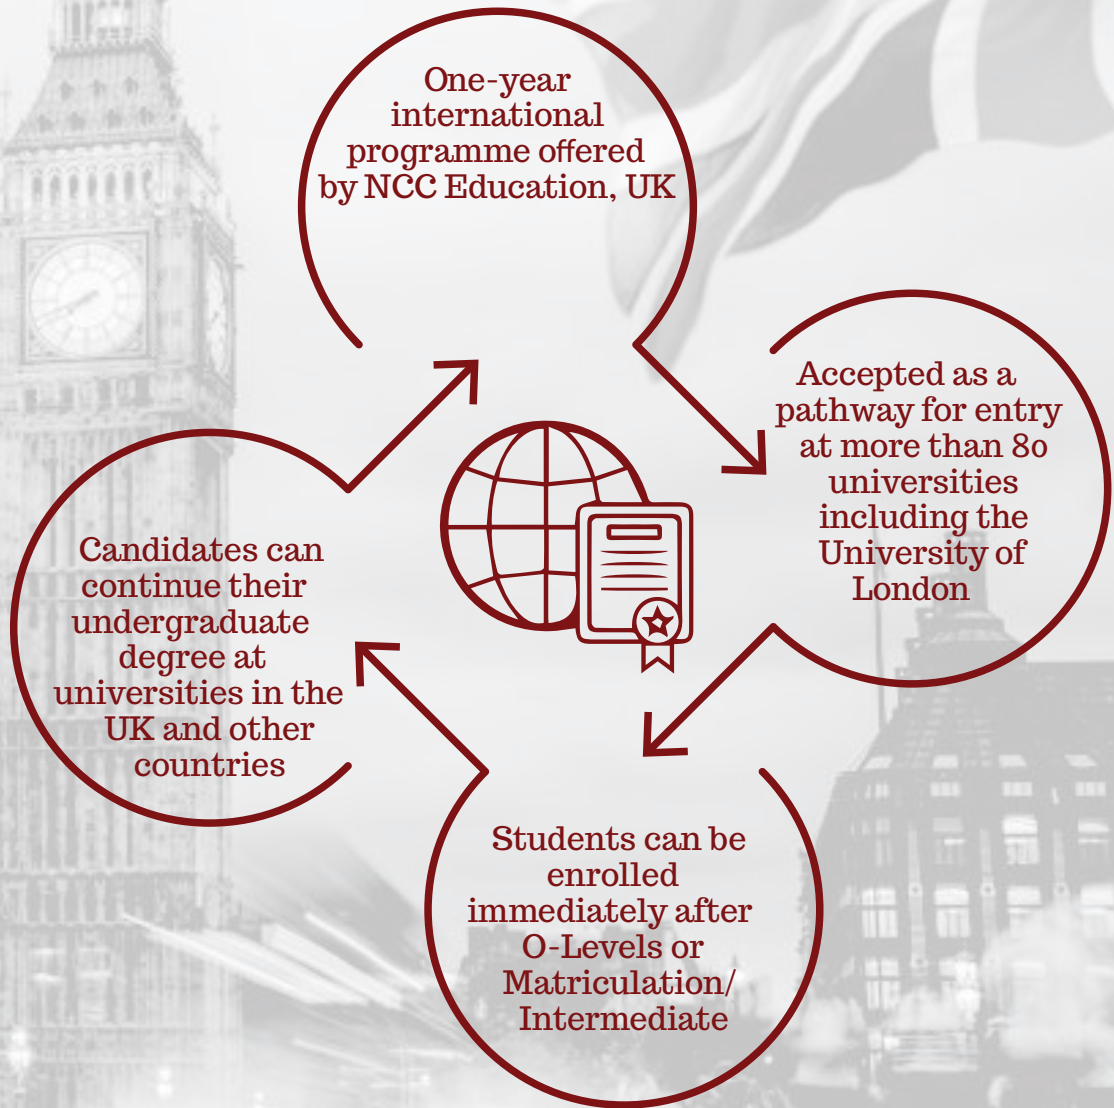 One-year
international
programme offered
by NCC Education, UK
Accepted as a
pathway for entry
at more than 80
universities
including the
University of
London
Students can be
enrolled
immediately after
O-Levels or
Matriculation/
Intermediate
Candidates can
continue their
undergraduate
degree at
universities in the
UK and other
countries